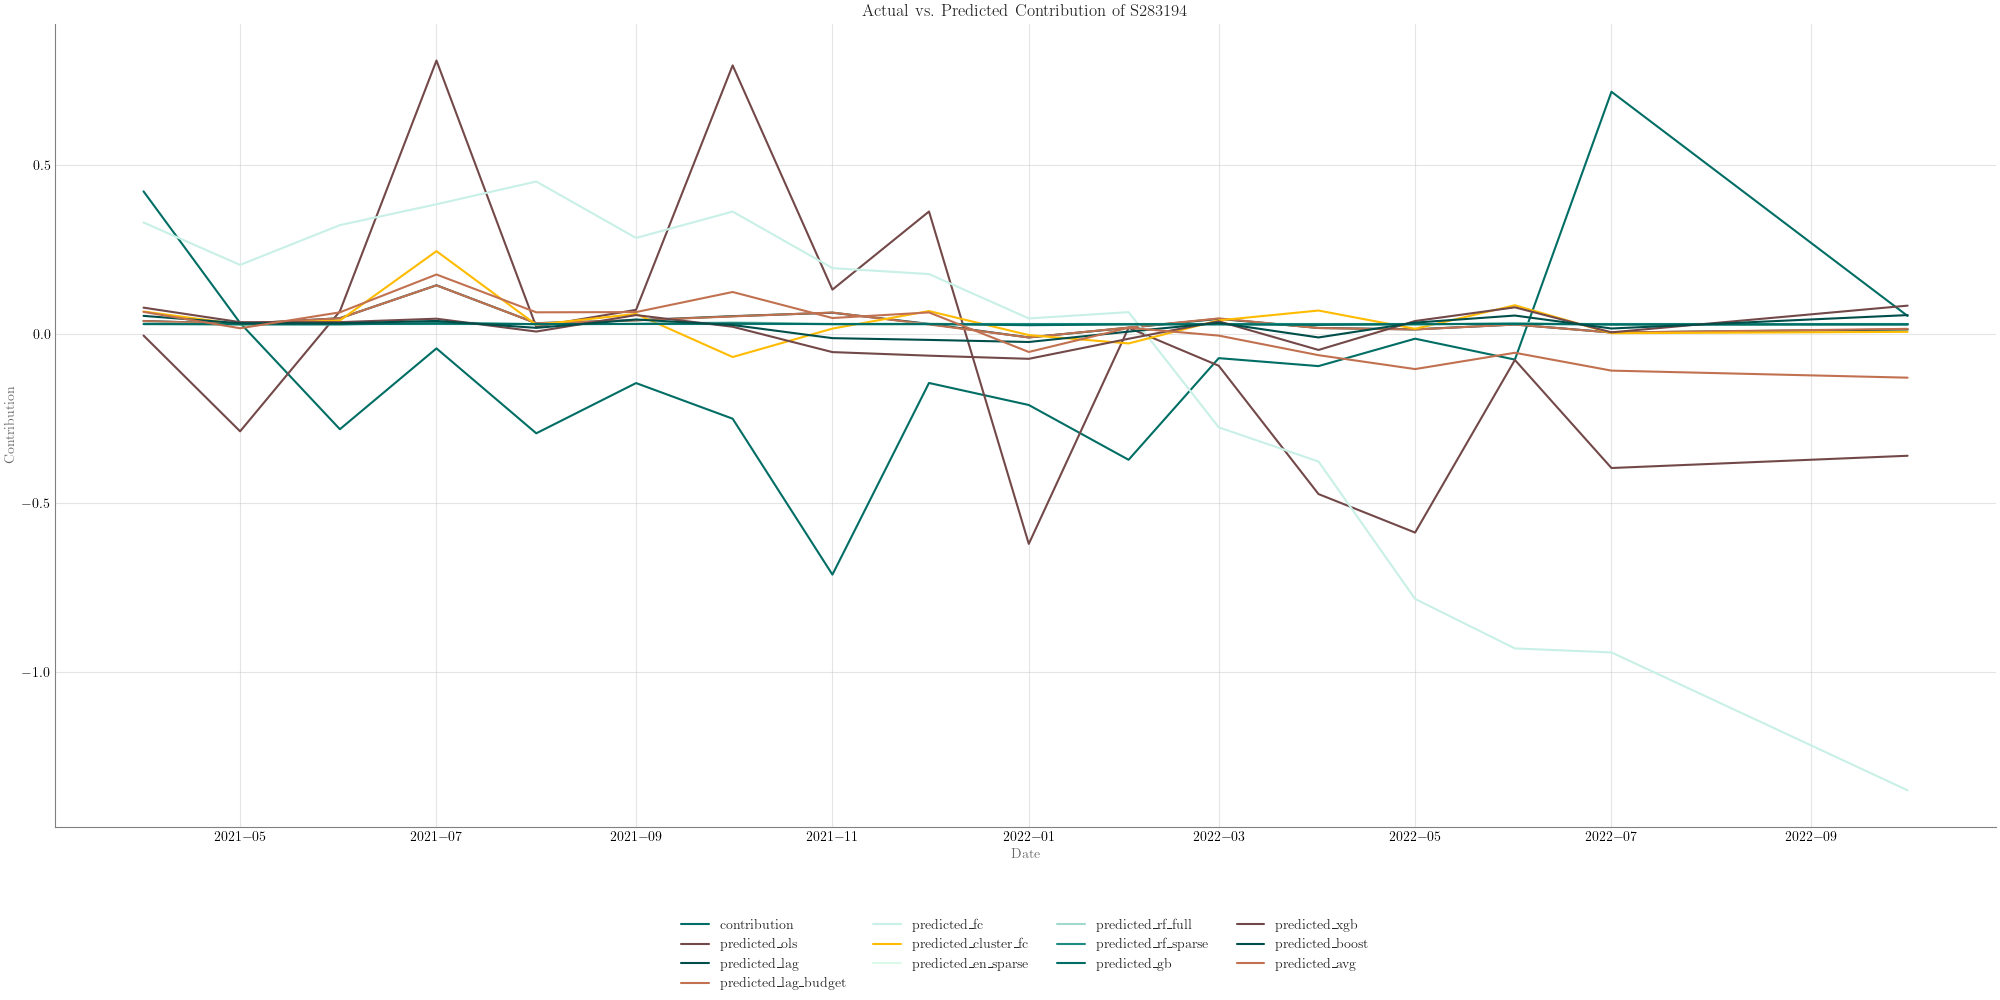 Actual vs. Predicted Contribution of S283194
0.5
0.0
−0.5
−1.0
Contribution
2021−05 2021−07 2021−09 2021−11 2022−01 2022−03 2022−05 2022−07 2022−09
Date
contribution predicted_fc predicted_rf_full predicted_xgb
predicted_ols predicted_cluster_fc predicted_rf_sparse predicted_boost
predicted_lag predicted_en_sparse predicted_gb predicted_avg
predicted_lag_budget